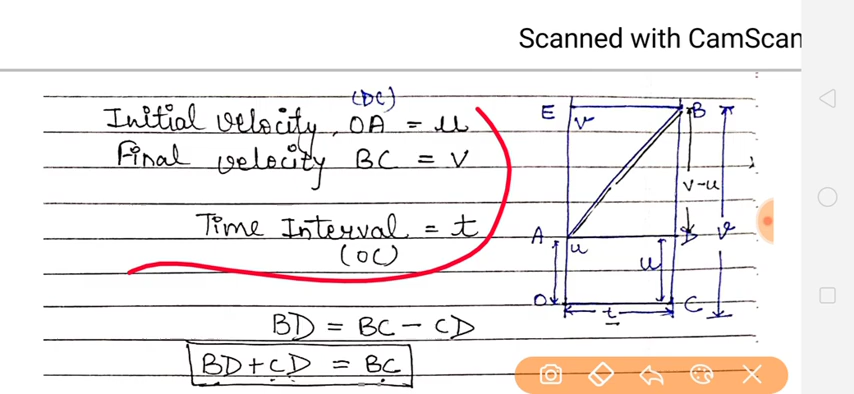 Scanned with CamScan
(DC)
Initial velocity, OA = u
Final velocity BC = v
Time Interval = t
(OC)
BD = BC - CD
BD + CD = BC
E
v
B
v-u
A
u
D
v
u
O
t
C